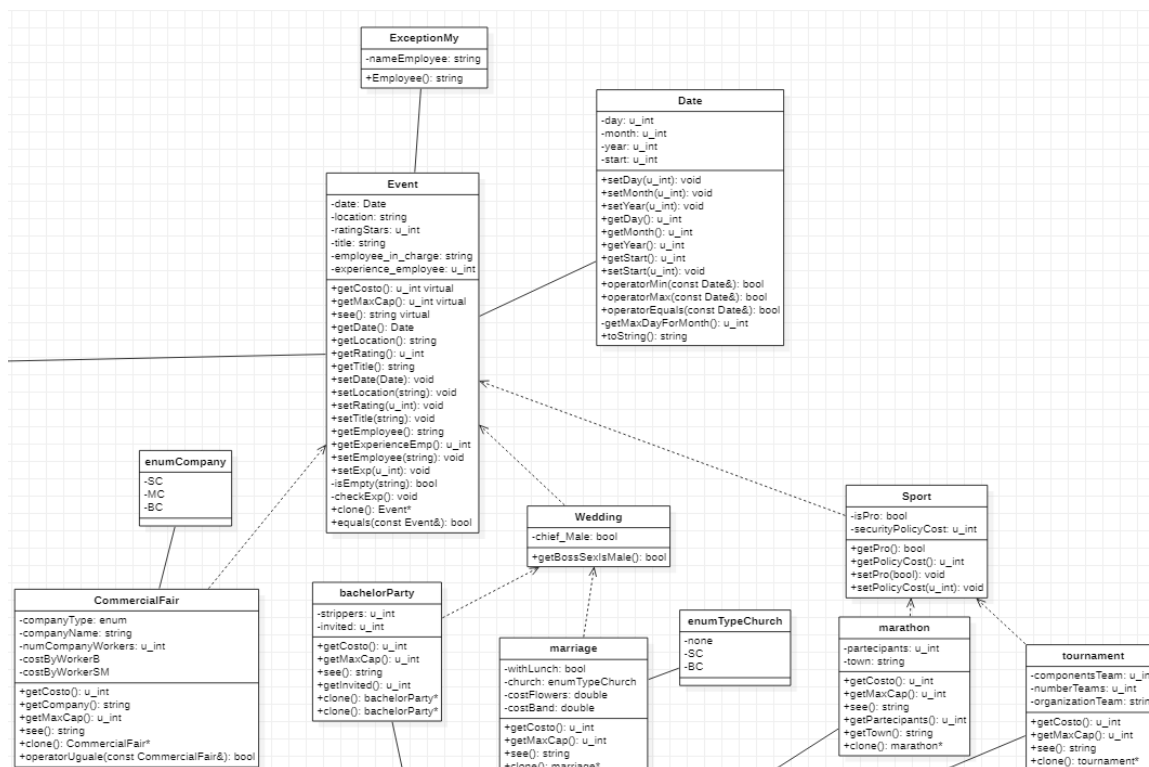 ExceptionMy
-nameEmployee: string
+Employee(): string
Date
-day: u_int
-month: u_int
-year: u_int
-start: u_int
+setDay(u_int): void
+setMonth(u_int): void
+setYear(u_int): void
+getDay(): u_int
+getMonth(): u_int
+getYear(): u_int
+getStart(): u_int
+setStart(u_int): void
+operatorMin(const Date&): bool
+operatorMax(const Date&): bool
+operatorEquals(const Date&): bool
-getMaxDayForMonth(): u_int
+toString(): string
Event
-date: Date
-location: string
-ratingStars: u_int
-title: string
-employee_in_charge: string
-experience_employee: u_int
+getCosto(): u_int virtual
+getMaxCap(): u_int virtual
+see(): string virtual
+getDate(): Date
+getLocation(): string
+getRating(): u_int
+getTitle(): string
+setDate(Date): void
+setLocation(string): void
+setRating(u_int): void
+setTitle(string): void
+getEmployee(): string
+getExperienceEmp(): u_int
+setEmployee(string): void
+setExp(u_int): void
-isEmpty(string): bool
-checkExp(): void
+clone(): Event*
+equals(const Event&): bool
enumCompany
-SC
-MC
-BC
Wedding
-chief_Male: bool
+getBossSexIsMale(): bool
Sport
-isPro: bool
-securityPolicyCost: u_int
+getPro(): bool
+getPolicyCost(): u_int
+setPro(bool): void
+setPolicyCost(u_int): void
CommercialFair
-companyType: enum
-companyName: string
-numCompanyWorkers: u_int
-costByWorkerB
-costByWorkerSM
+getCosto(): u_int
+getCompany(): string
+getMaxCap(): u_int
+see(): string
+clone(): CommercialFair*
+operatorUguale(const CommercialFair&): bool
bachelorParty
-strippers: u_int
-invited: u_int
+getCosto(): u_int
+getMaxCap(): u_int
+see(): string
+getInvited(): u_int
+clone(): bachelorParty*
+clone(): bachelorParty*
marriage
-withLunch: bool
-church: enumTypeChurch
-costFlowers: double
-costBand: double
+getCosto(): u_int
+getMaxCap(): u_int
+see(): string
+clone(): marriage*
enumTypeChurch
-none
-SC
-BC
marathon
-partecipants: u_int
-town: string
+getCosto(): u_int
+getMaxCap(): u_int
+see(): string
+getPartecipants(): u_int
+getTown(): string
+clone(): marathon*
tournament
-componentsTeam: u_int
-numberTeams: u_int
-organizationTeam: string
+getCosto(): u_int
+getMaxCap(): u_int
+see(): string
+clone(): tournament*